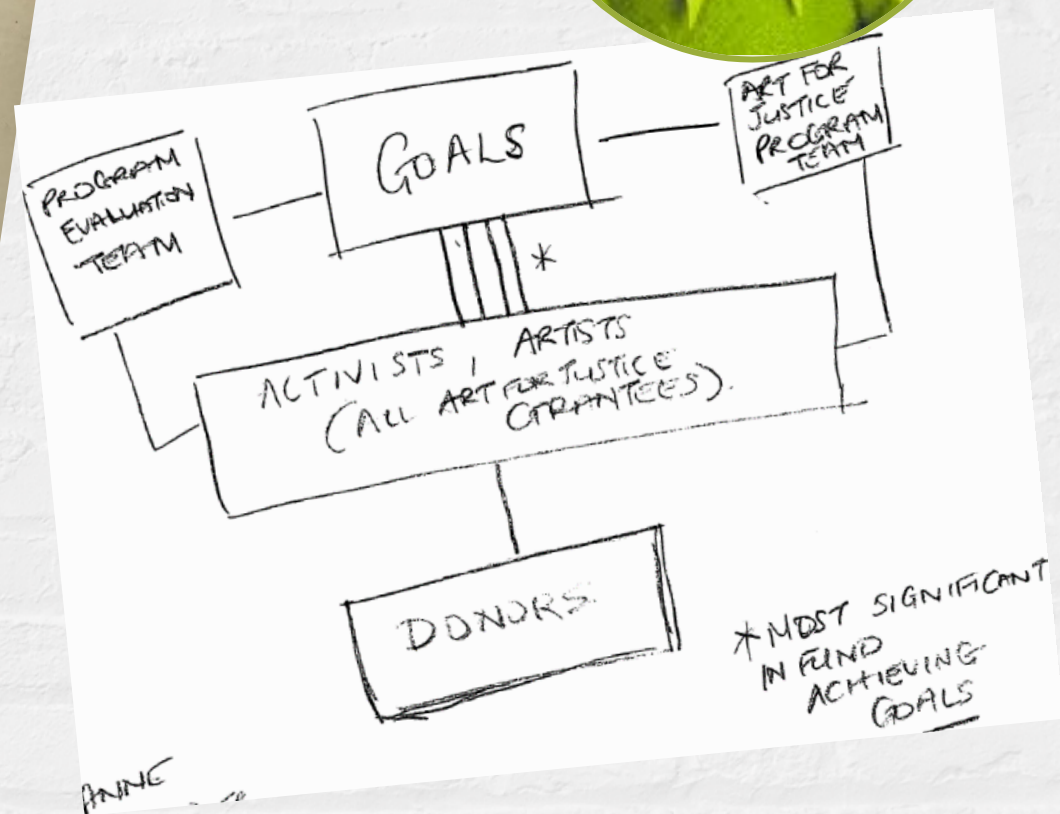 ART FOR
JUSTICE
PROGRAM
TEAM
GOALS
PROGRAM
EVALUATION
TEAM
*
ACTIVISTS, ARTISTS
(ALL ART FOR JUSTICE
GRANTEES).
DONORS
*MOST SIGNIFICANT
IN FUND
ACHIEVING
GOALS